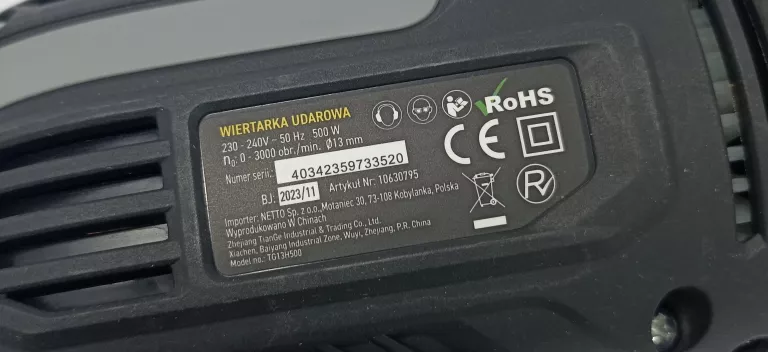 WIERTARKA UDAROWA
230 - 240V ~ 50 Hz 500 W
n₀: 0 - 3000 obr./min. Ø13 mm
Numer serii: 40342359733520
BJ: 2023/11 Artykuł Nr: 10630795
Importer: NETTO Sp. z o.o., Motaniec 30, 73-108 Kobylanka, Polska
Wyprodukowano W Chinach
Zhejiang TianGe Industrial & Trading Co., Ltd.
Xiachen, Baiyang Industrial Zone, Wuyi, Zhejiang, P.R. China
Model no.: TG13H500
RoHS
CE